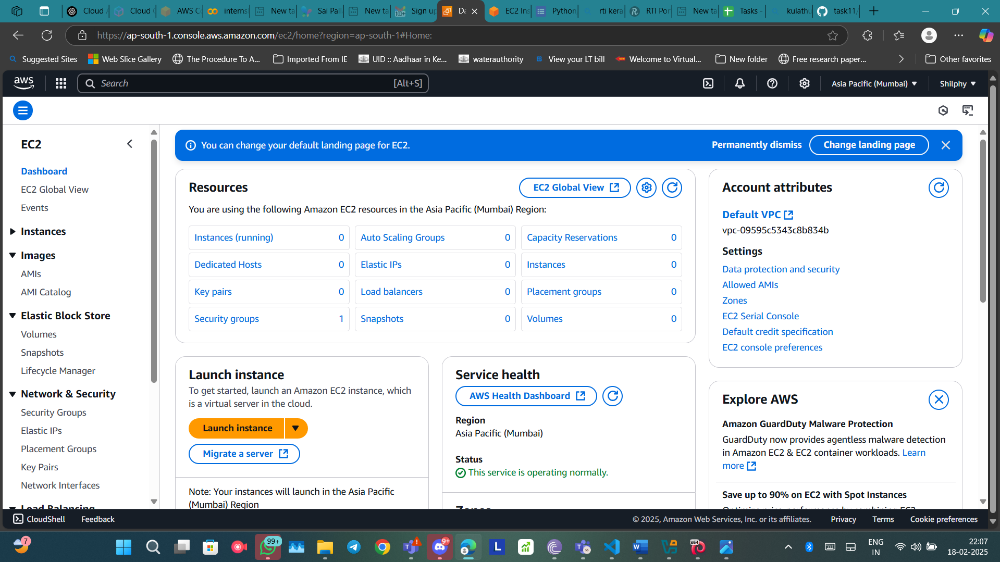 Cloud
Cloud
AWS Co
interns
New ta
Sai Pall
New ta
Sign up
Da
EC2 Ins
Python
rti kera
RTI Por
New ta
Tasks -
kulathu
task11/
https://ap-south-1.console.aws.amazon.com/ec2/home?region=ap-south-1#Home:
Suggested Sites
Web Slice Gallery
The Procedure To A...
Imported From IE
UID :: Aadhaar in Ke...
waterauthority
View your LT bill
Welcome to Virtual...
New folder
Free research paper...
Other favorites
aws
Search
[Alt+S]
Asia Pacific (Mumbai)
Shilphy
EC2
Dashboard
EC2 Global View
Events
Instances
Images
AMIs
AMI Catalog
Elastic Block Store
Volumes
Snapshots
Lifecycle Manager
Network & Security
Security Groups
Elastic IPs
Placement Groups
Key Pairs
Network Interfaces
Load Balancing
You can change your default landing page for EC2.
Permanently dismiss
Change landing page
Resources
EC2 Global View
You are using the following Amazon EC2 resources in the Asia Pacific (Mumbai) Region:
Instances (running) 0
Auto Scaling Groups 0
Capacity Reservations 0
Dedicated Hosts 0
Elastic IPs 0
Instances 0
Key pairs 0
Load balancers 0
Placement groups 0
Security groups 1
Snapshots 0
Volumes 0
Launch instance
To get started, launch an Amazon EC2 instance, which
is a virtual server in the cloud.
Launch instance
Migrate a server
Note: Your instances will launch in the Asia Pacific
(Mumbai) Region
Service health
AWS Health Dashboard
Region
Asia Pacific (Mumbai)
Status
This service is operating normally.
Zones
Account attributes
Default VPC
vpc-09595c5343c8b834b
Settings
Data protection and security
Allowed AMIs
Zones
EC2 Serial Console
Default credit specification
EC2 console preferences
Explore AWS
Amazon GuardDuty Malware Protection
GuardDuty now provides agentless malware detection
in Amazon EC2 & EC2 container workloads. Learn
more
Save up to 90% on EC2 with Spot Instances
CloudShell
Feedback
© 2025, Amazon Web Services, Inc. or its affiliates.
Privacy
Terms
Cookie preferences
7
99+
9+
L
x64
ENG
IN
22:07
18-02-2025